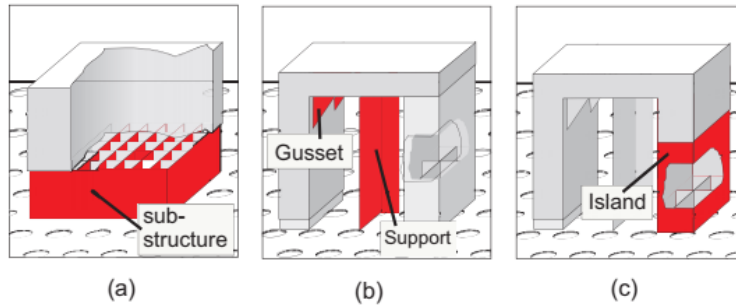 sub-
structure
Gusset
Support
Island
(a)
(b)
(c)